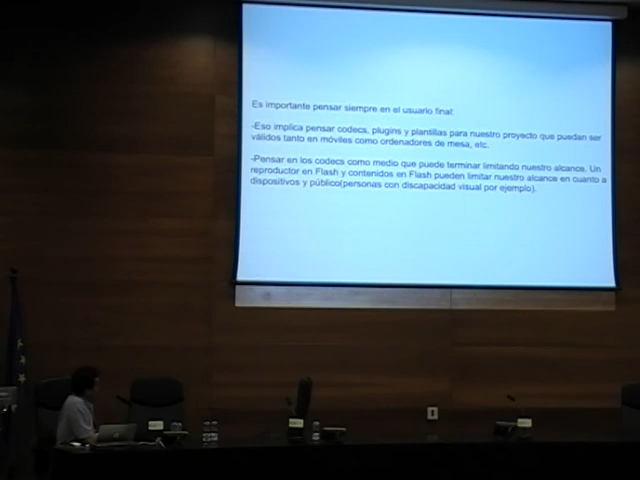 Es importante pensar siempre en el usuario final:
-Eso implica pensar codecs, plugins y plantillas para nuestro proyecto que puedan ser
válidos tanto en móviles como ordenadores de mesa, etc.
-Pensar en los codecs como medio que puede terminar limitando nuestro alcance. Un
reproductor en Flash y contenidos en Flash pueden limitar nuestro alcance en cuanto a
dispositivos y público(personas con discapacidad visual por ejemplo).